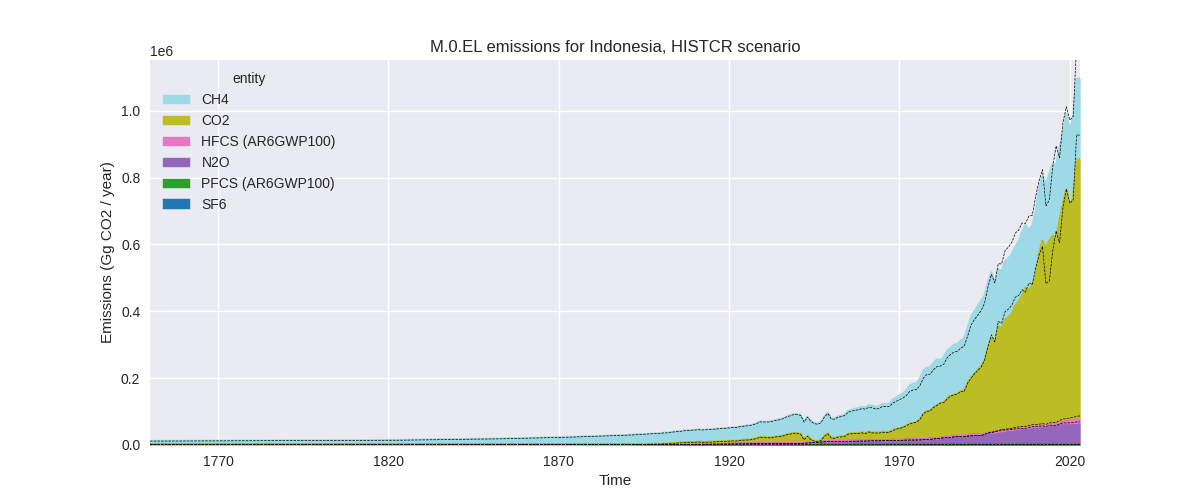 M.0.EL emissions for Indonesia, HISTCR scenario
1e6
entity
CH4
CO2
HFCS (AR6GWP100)
N2O
PFCS (AR6GWP100)
SF6
Emissions (Gg CO2 / year)
1.0
0.8
0.6
0.4
0.2
0.0
1770
1820
1870
1920
1970
2020
Time